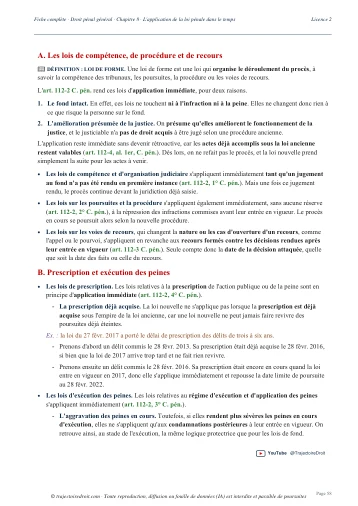 Fiche complète · Droit pénal général · Chapitre 9 · L'application de la loi pénale dans le temps Licence 2
A. Les lois de compétence, de procédure et de recours
DÉFINITION : LOI DE FORME. Une loi de forme est une loi qui organise le déroulement du procès, à
savoir la compétence des tribunaux, les poursuites, la procédure ou les voies de recours.
L'art. 112-2 C. pén. rend ces lois d'application immédiate, pour deux raisons.
1. Le fond intact. En effet, ces lois ne touchent ni à l'infraction ni à la peine. Elles ne changent donc rien à
ce que risque la personne sur le fond.
2. L'amélioration présumée de la justice. On présume qu'elles améliorent le fonctionnement de la
justice, et le justiciable n'a pas de droit acquis à être jugé selon une procédure ancienne.
L'application reste immédiate sans devenir rétroactive, car les actes déjà accomplis sous la loi ancienne
restent valables (art. 112-4, al. 1er, C. pén.). Dès lors, on ne refait pas le procès, et la loi nouvelle prend
simplement la suite pour les actes à venir.
• Les lois de compétence et d'organisation judiciaire s'appliquent immédiatement tant qu'un jugement
au fond n'a pas été rendu en première instance (art. 112-2, 1° C. pén.). Mais une fois ce jugement
rendu, le procès continue devant la juridiction déjà saisie.
• Les lois sur les poursuites et la procédure s'appliquent également immédiatement, sans aucune réserve
(art. 112-2, 2° C. pén.), à la répression des infractions commises avant leur entrée en vigueur. Le procès
en cours se poursuit alors selon la nouvelle procédure.
• Les lois sur les voies de recours, qui changent la nature ou les cas d'ouverture d'un recours, comme
l'appel ou le pourvoi, s'appliquent en revanche aux recours formés contre les décisions rendues après
leur entrée en vigueur (art. 112-3 C. pén.). Seule compte donc la date de la décision attaquée, quelle
que soit la date des faits ou celle du recours.
B. Prescription et exécution des peines
• Les lois de prescription. Les lois relatives à la prescription de l'action publique ou de la peine sont en
principe d'application immédiate (art. 112-2, 4° C. pén.).
- La prescription déjà acquise. La loi nouvelle ne s'applique pas lorsque la prescription est déjà
acquise sous l'empire de la loi ancienne, car une loi nouvelle ne peut jamais faire revivre des
poursuites déjà éteintes.
Ex. : la loi du 27 févr. 2017 a porté le délai de prescription des délits de trois à six ans.
- Prenons d'abord un délit commis le 28 févr. 2013. Sa prescription était déjà acquise le 28 févr. 2016,
si bien que la loi de 2017 arrive trop tard et ne fait rien revivre.
- Prenons ensuite un délit commis le 28 févr. 2016. Sa prescription était encore en cours quand la loi
entre en vigueur en 2017, donc elle s'applique immédiatement et repousse la date limite de poursuite
au 28 févr. 2022.
• Les lois d'exécution des peines. Les lois relatives au régime d'exécution et d'application des peines
s'appliquent immédiatement (art. 112-2, 3° C. pén.).
- L'aggravation des peines en cours. Toutefois, si elles rendent plus sévères les peines en cours
d'exécution, elles ne s'appliquent qu'aux condamnations postérieures à leur entrée en vigueur. On
retrouve ainsi, au stade de l'exécution, la même logique protectrice que pour les lois de fond.
YouTube @TrajectoireDroit
© trajectoiredroit.com · Toute reproduction, diffusion ou fouille de données (IA) est interdite et passible de poursuites Page 58